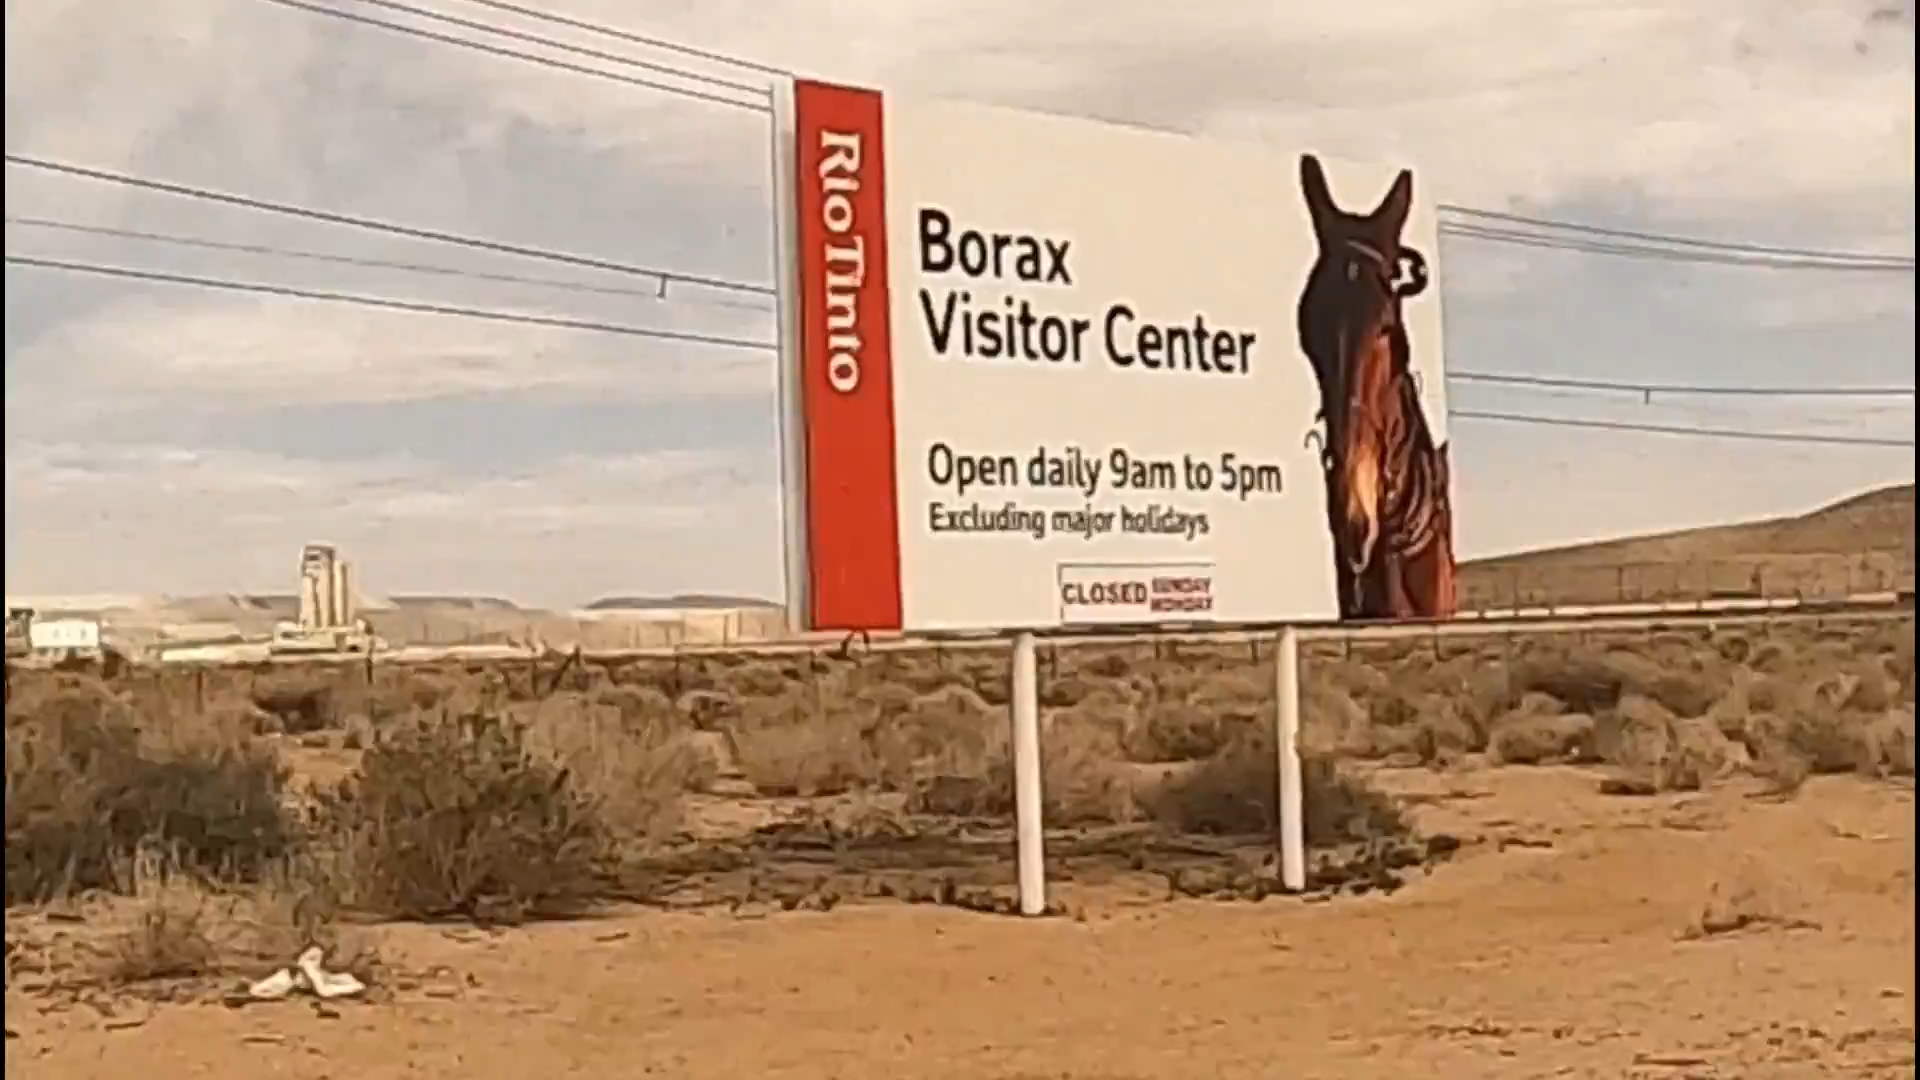 RioTinto
Borax
Visitor Center
Open daily 9am to 5pm
Excluding major holidays
CLOSED SUNDAY
MONDAY